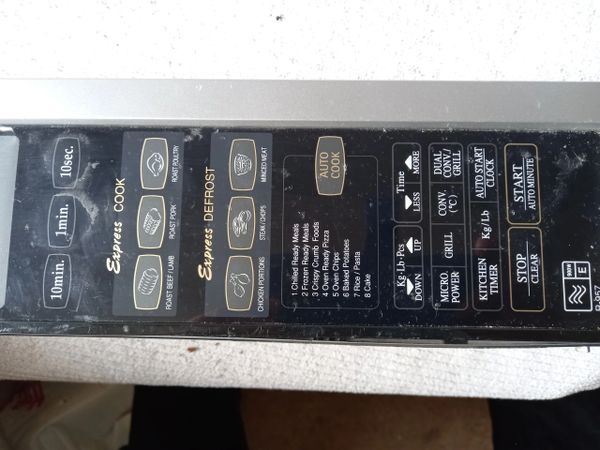 10min.
1min.
10sec.
Express COOK
ROAST BEEF / LAMB
ROAST PORK
ROAST POULTRY
Express DEFROST
CHICKEN PORTIONS
STEAK / CHOPS
MINCED MEAT
AUTO
COOK
1 Chilled Ready Meals
2 Frozen Ready Meals
3 Crispy Crumb Foods
4 Oven Ready Pizza
5 Oven Chips
6 Baked Potatoes
7 Rice / Pasta
8 Cake
Kg·Lb·Pcs
DOWN
UP
Time
LESS
MORE
MICRO.
POWER
GRILL
CONV.
(°C)
DUAL
CONV.
GRILL
KITCHEN
TIMER
Kg / Lb
AUTO START
CLOCK
STOP
CLEAR
START
AUTO MINUTE
E
R-957